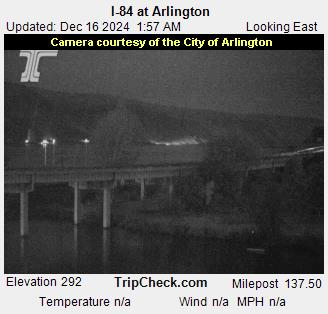 I-84 at Arlington
Updated: Dec 16 2024 1:57 AM Looking East
Camera courtesy of the City of Arlington
Elevation 292 TripCheck.com Milepost 137.50
Temperature n/a Wind n/a MPH n/a